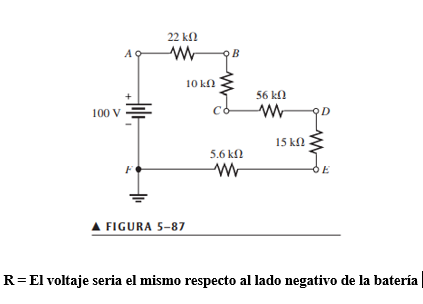 22 kΩ
A
B
10 kΩ
56 kΩ
+
100 V
C
D
−
15 kΩ
5.6 kΩ
F
E
▲ FIGURA 5–87
R = El voltaje seria el mismo respecto al lado negativo de la batería